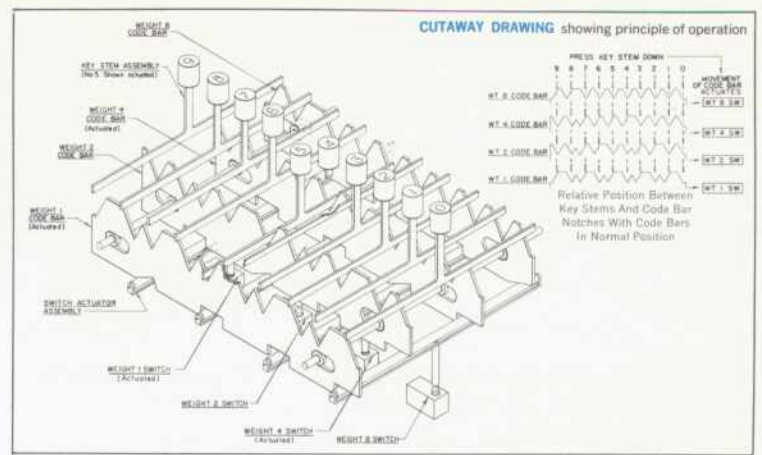 CUTAWAY DRAWING showing principle of operation
WEIGHT 8
CODE BAR
KEY STEM ASSEMBLY
(No 5 Shown actuated)
WEIGHT 4
CODE BAR
(Actuated)
WEIGHT 2
CODE BAR
WEIGHT 1
CODE BAR
(Actuated)
SWITCH ACTUATOR
ASSEMBLY
WEIGHT 1 SWITCH
(Actuated)
WEIGHT 2 SWITCH
WEIGHT 4 SWITCH
(Actuated)
WEIGHT 8 SWITCH
PRESS KEY STEM DOWN
9 8 7 6 5 4 3 2 1 0
MOVEMENT
OF CODE BAR
ACTUATES
WT 8 CODE BAR
WT 8 SW
WT 4 CODE BAR
WT 4 SW
WT 2 CODE BAR
WT 2 SW
WT 1 CODE BAR
WT 1 SW
Relative Position Between
Key Stems And Code Bar
Notches With Code Bars
In Normal Position